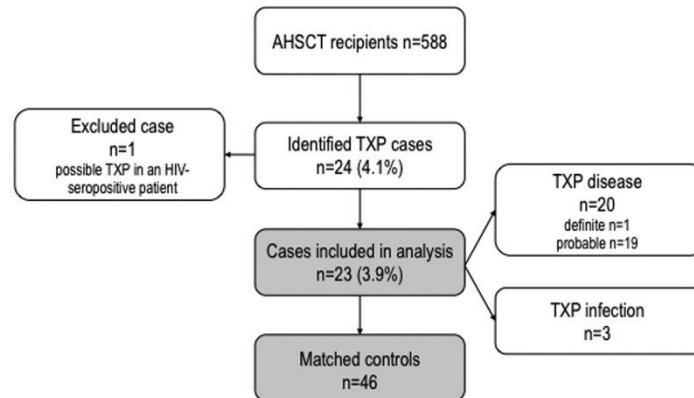 AHSCT recipients n=588
Excluded case
n=1
possible TXP in an HIV-
seropositive patient
Identified TXP cases
n=24 (4.1%)
TXP disease
n=20
definite n=1
probable n=19
Cases included in analysis
n=23 (3.9%)
TXP infection
n=3
Matched controls
n=46